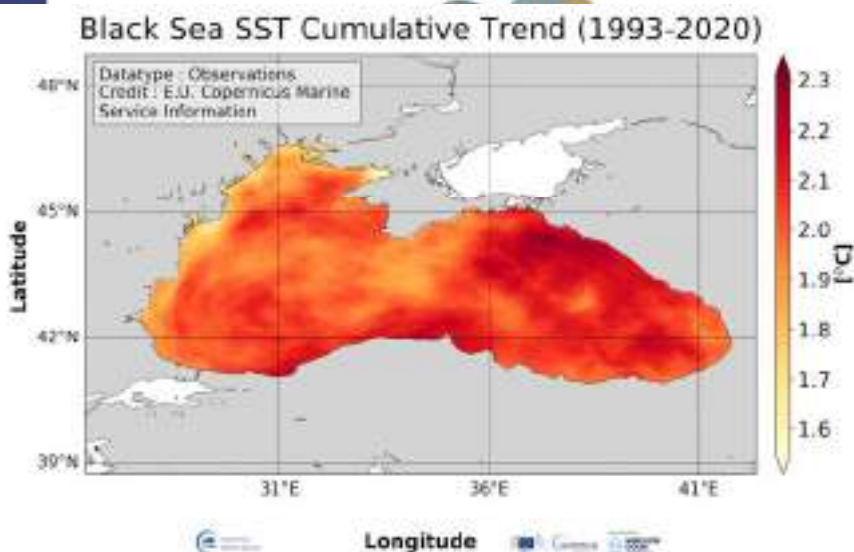 Black Sea SST Cumulative Trend (1993-2020)
Datatype : Observations
Credit : E.U. Copernicus Marine
Service Information
48°N
45°N
42°N
39°N
Latitude
31°E
36°E
41°E
Longitude
2.3
2.2
2.1
2.0
1.9
1.8
1.7
1.6
[°C]